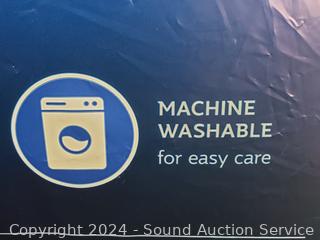 MACHINE
WASHABLE
for easy care
Copyright 2024 - Sound Auction Service